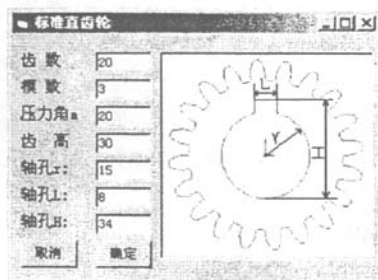 标准直齿轮
齿 数 20
模 数 3
压力角a 20
齿 高 30
轴孔r: 15
轴孔L: 8
轴孔H: 34
取消 确定
L
Y
H